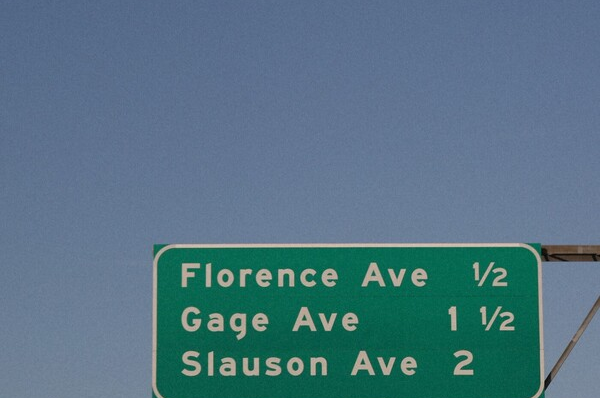 Florence Ave ½
Gage Ave 1 ½
Slauson Ave 2